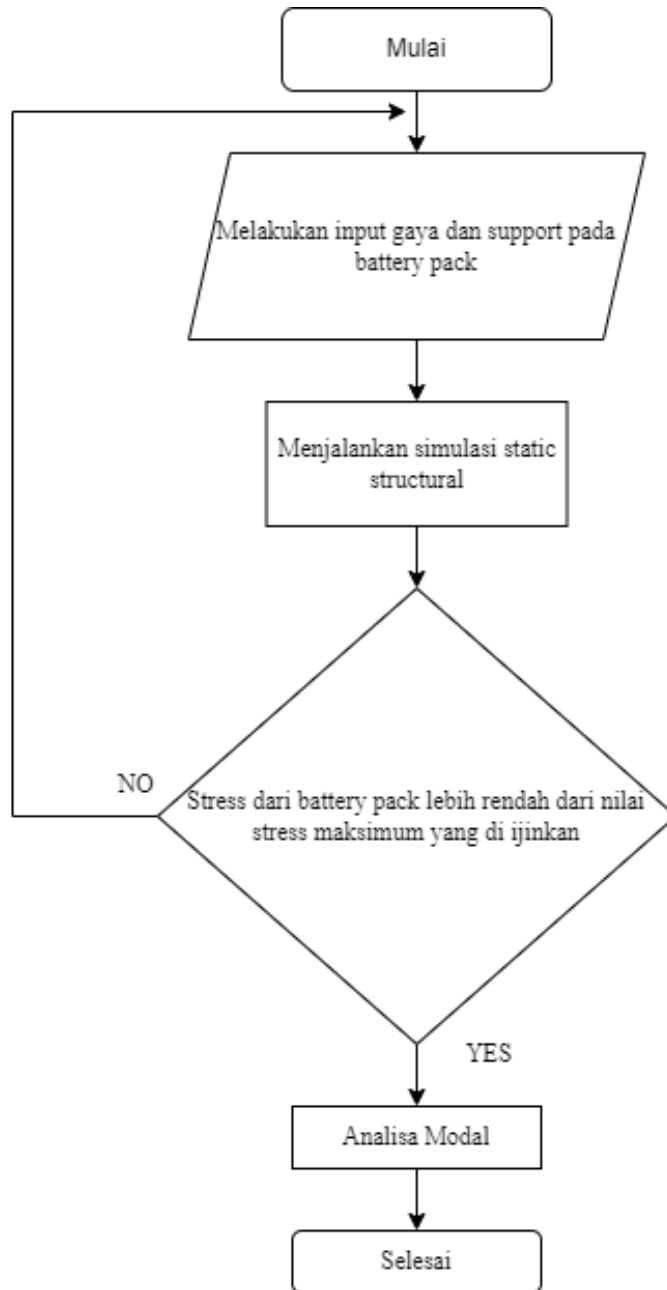 Mulai
Melakukan input gaya dan support pada
battery pack
Menjalankan simulasi static
structural
NO
Stress dari battery pack lebih rendah dari nilai
stress maksimum yang di ijinkan
YES
Analisa Modal
Selesai